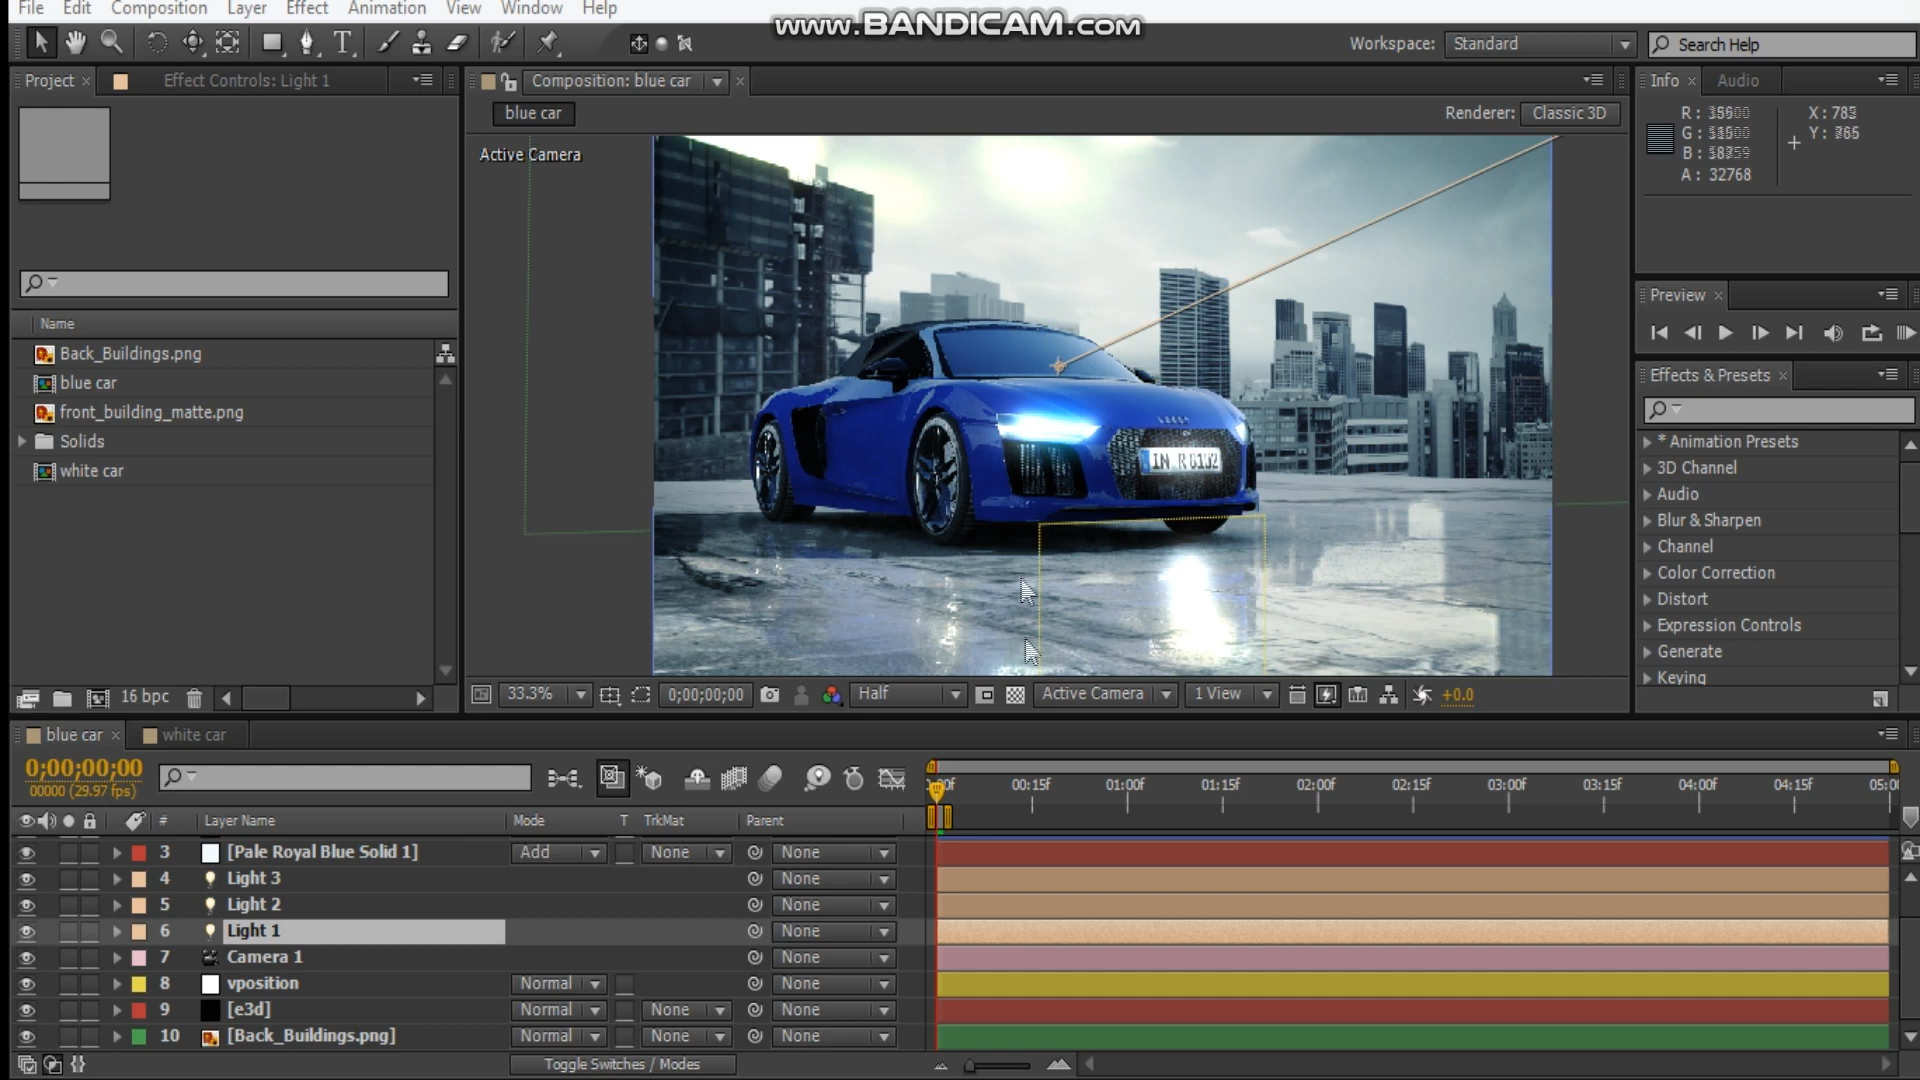 File Edit Composition Layer Effect Animation View Window Help
www.BANDICAM.com
Workspace: Standard Search Help
Project Effect Controls: Light 1
Composition: blue car
Info Audio
blue car
Renderer: Classic 3D
R:
G:
B:
A: 32768
X:
Y:
Active Camera
IN R 8132
Preview
Name
Back_Buildings.png
blue car
front_building_matte.png
Solids
white car
16 bpc
Effects & Presets
* Animation Presets
3D Channel
Audio
Blur & Sharpen
Channel
Color Correction
Distort
Expression Controls
Generate
Keying
33.3% 0;00;00;00 Half Active Camera 1 View +0.0
blue car white car
0;00;00;00
00000 (29.97 fps)
00:15f 01:00f 01:15f 02:00f 02:15f 03:00f 03:15f 04:00f 04:15f
# Layer Name Mode T TrkMat Parent
3 [Pale Royal Blue Solid 1] Add None None
4 Light 3 None
5 Light 2 None
6 Light 1 None
7 Camera 1 None
8 vposition Normal None
9 [e3d] Normal None None
10 [Back_Buildings.png] Normal None None
Toggle Switches / Modes